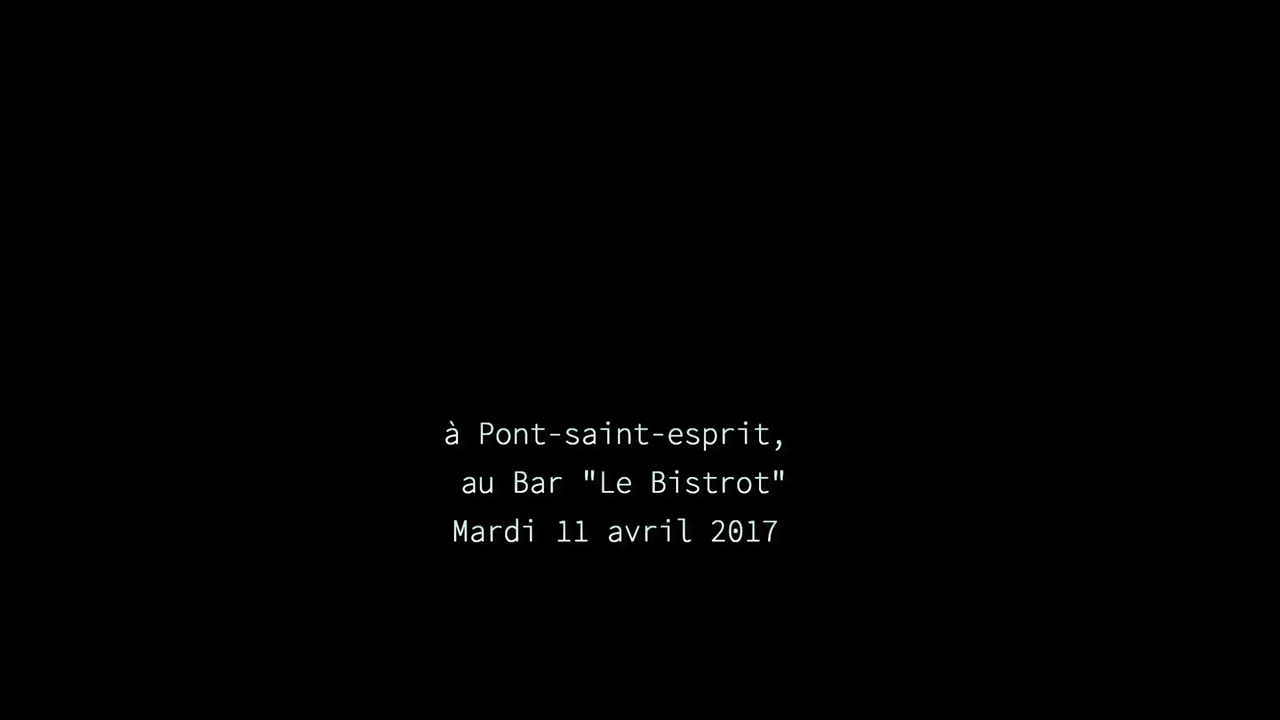 à Pont-saint-esprit,
au Bar "Le Bistrot"
Mardi 11 avril 2017